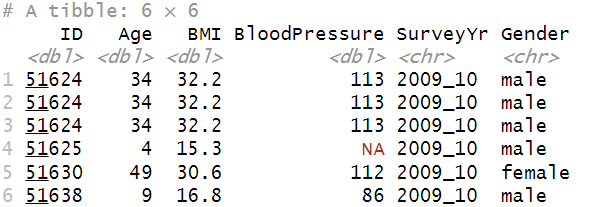 # A tibble: 6 × 6
ID Age BMI BloodPressure SurveyYr Gender
<dbl> <dbl> <dbl> <dbl> <chr> <chr>
1 51624 34 32.2 113 2009_10 male
2 51624 34 32.2 113 2009_10 male
3 51624 34 32.2 113 2009_10 male
4 51625 4 15.3 NA 2009_10 male
5 51630 49 30.6 112 2009_10 female
6 51638 9 16.8 86 2009_10 male